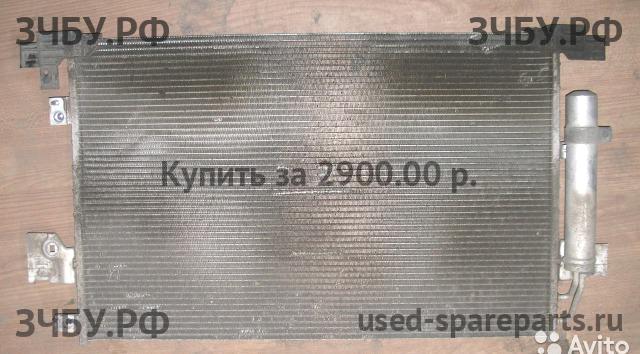 ЗЧБУ.РФ ЗЧБУ.РФ
Купить за 2900.00 р.
ЗЧБУ.РФ used-spareparts.ru
Avito